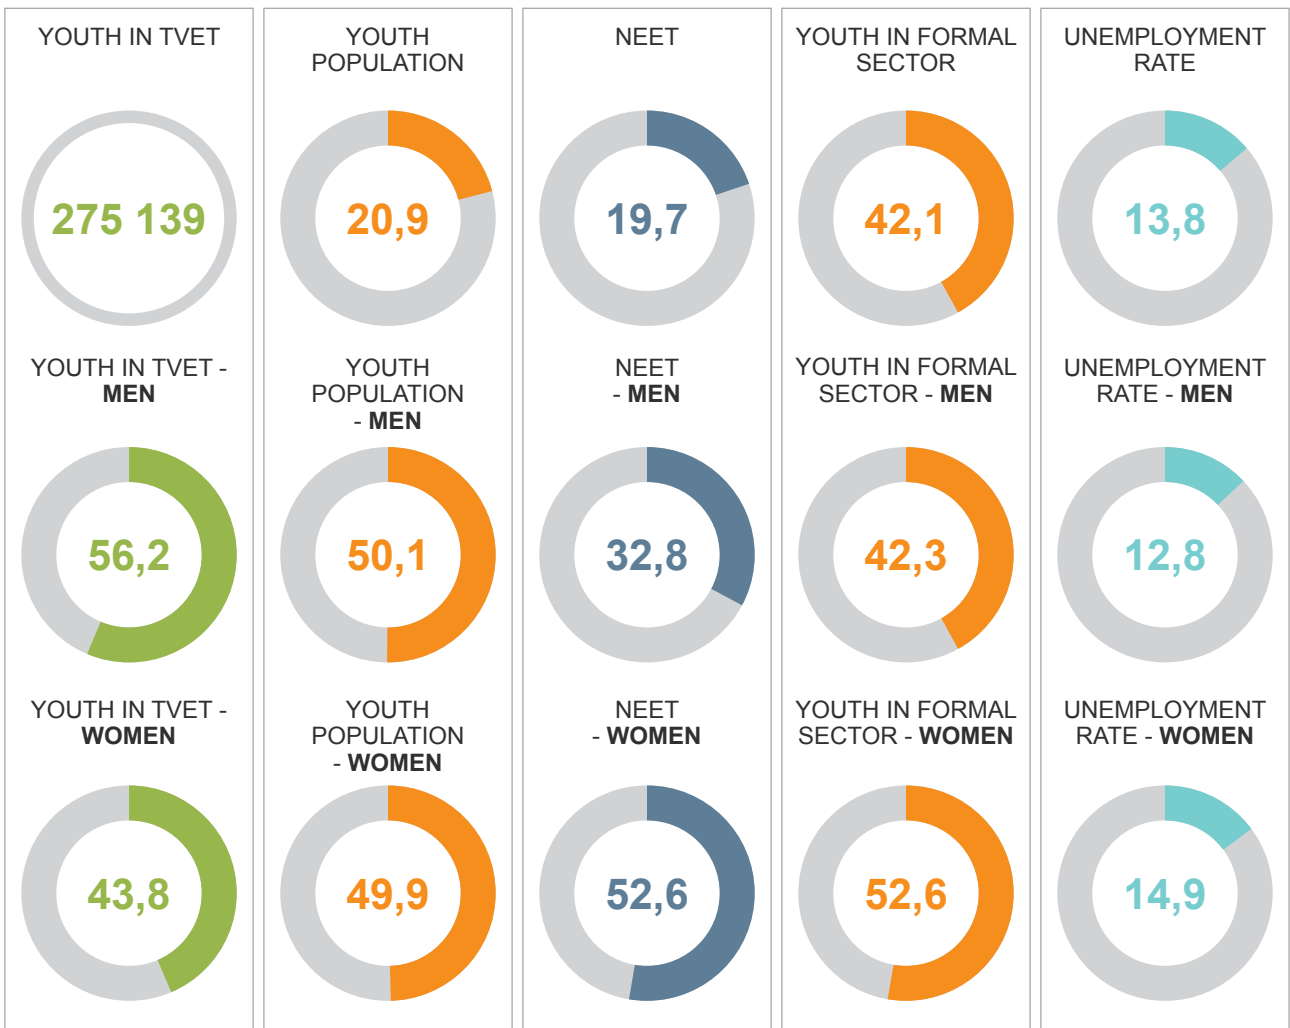 YOUTH IN TVET
275 139
YOUTH IN TVET -
MEN
56,2
YOUTH IN TVET -
WOMEN
43,8
YOUTH
POPULATION
20,9
YOUTH
POPULATION
- MEN
50,1
YOUTH
POPULATION
- WOMEN
49,9
NEET
19,7
NEET
- MEN
32,8
NEET
- WOMEN
52,6
YOUTH IN FORMAL
SECTOR
42,1
YOUTH IN FORMAL
SECTOR - MEN
42,3
YOUTH IN FORMAL
SECTOR - WOMEN
52,6
UNEMPLOYMENT
RATE
13,8
UNEMPLOYMENT
RATE - MEN
12,8
UNEMPLOYMENT
RATE - WOMEN
14,9